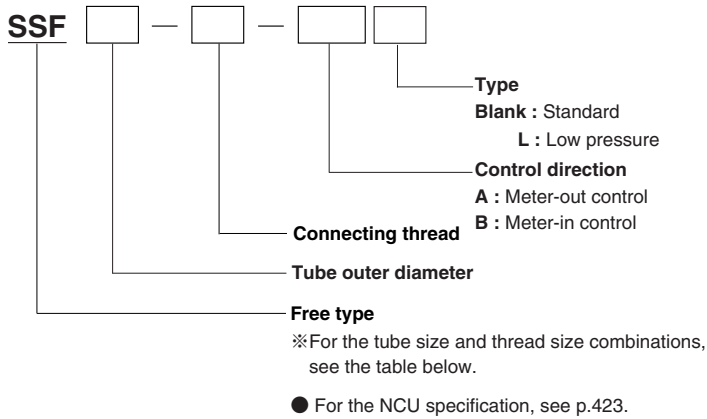 SSF — —
Type
Blank : Standard
L : Low pressure
Control direction
A : Meter-out control
B : Meter-in control
Connecting thread
Tube outer diameter
Free type
※For the tube size and thread size combinations,
see the table below.
● For the NCU specification, see p.423.